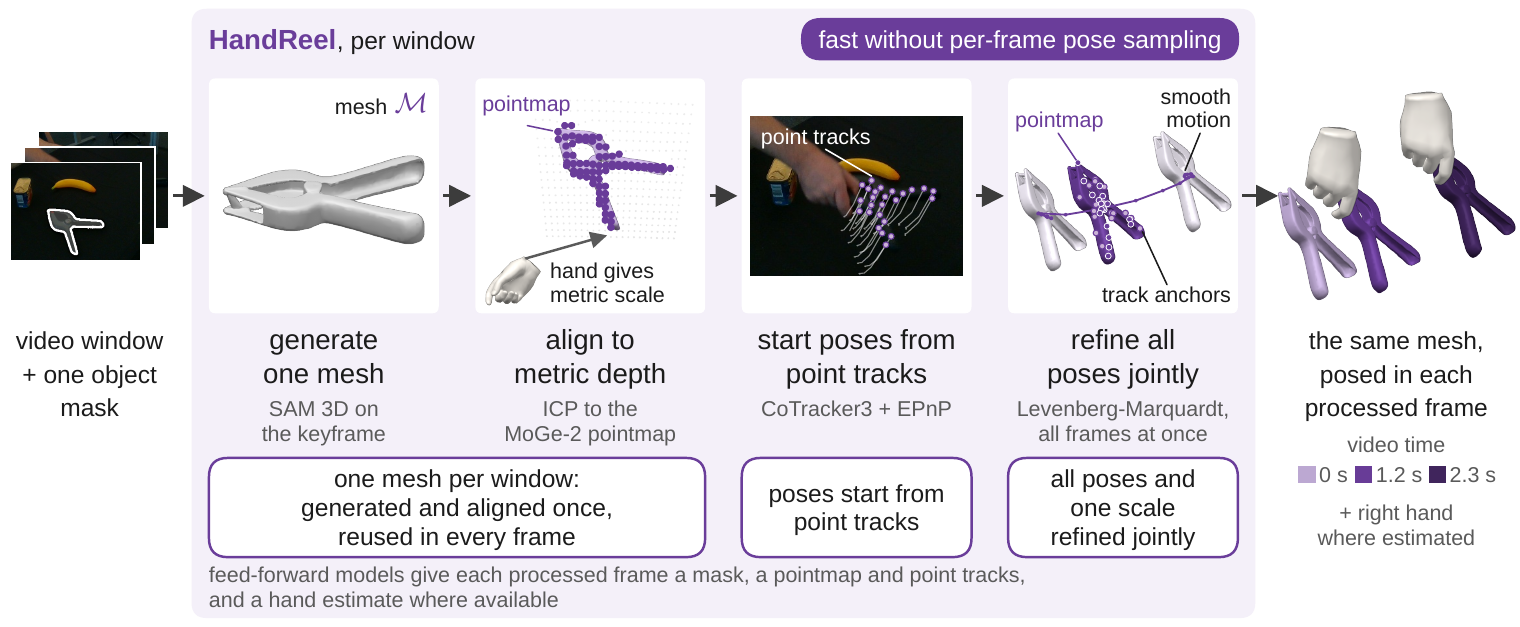 HandReel, per window
fast without per-frame pose sampling
mesh ℳ
pointmap
hand gives
metric scale
point tracks
smooth
motion
pointmap
track anchors
video window
+ one object
mask
generate
one mesh
SAM 3D on
the keyframe
align to
metric depth
ICP to the
MoGe-2 pointmap
start poses from
point tracks
CoTracker3 + EPnP
refine all
poses jointly
Levenberg-Marquardt,
all frames at once
the same mesh,
posed in each
processed frame
video time
0 s 1.2 s 2.3 s
+ right hand
where estimated
one mesh per window:
generated and aligned once,
reused in every frame
poses start from
point tracks
all poses and
one scale
refined jointly
feed-forward models give each processed frame a mask, a pointmap and point tracks,
and a hand estimate where available